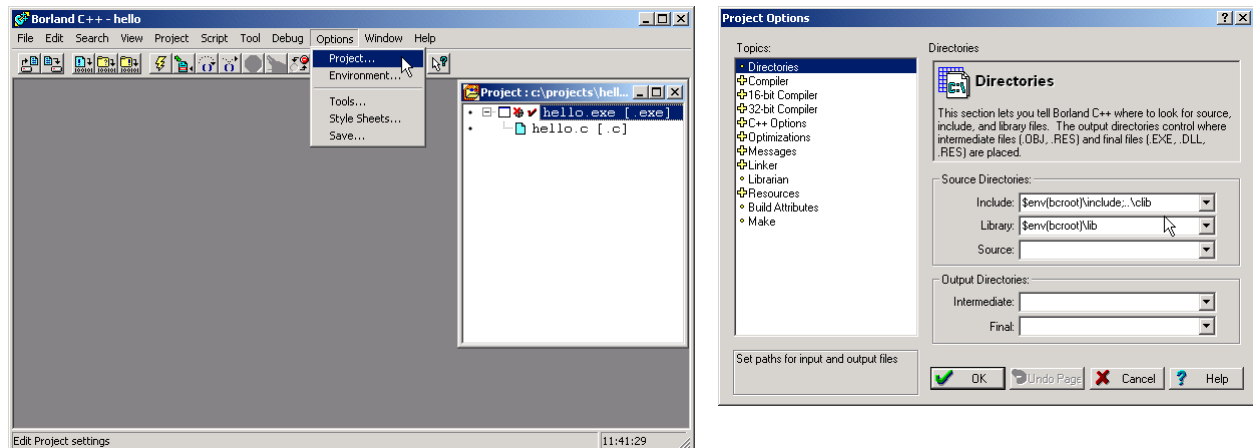 Borland C++ - hello
File Edit Search View Project Script Tool Debug Options Window Help
Project...
Environment...
Tools...
Style Sheets...
Save...
Project : c:\projects\hell...
hello.exe [.exe]
hello.c [.c]
Edit Project settings
11:41:29
Project Options
Topics:
Directories
Compiler
16-bit Compiler
32-bit Compiler
C++ Options
Optimizations
Messages
Linker
Librarian
Resources
Build Attributes
Make
Set paths for input and output files
Directories
Directories
This section lets you tell Borland C++ where to look for source,
include, and library files. The output directories control where
intermediate files (.OBJ, .RES) and final files (.EXE, .DLL,
.RES) are placed.
Source Directories:
Include: $env(bcroot)\include;..\clib
Library: $env(bcroot)\lib
Source:
Output Directories:
Intermediate:
Final:
OK Undo Page Cancel Help